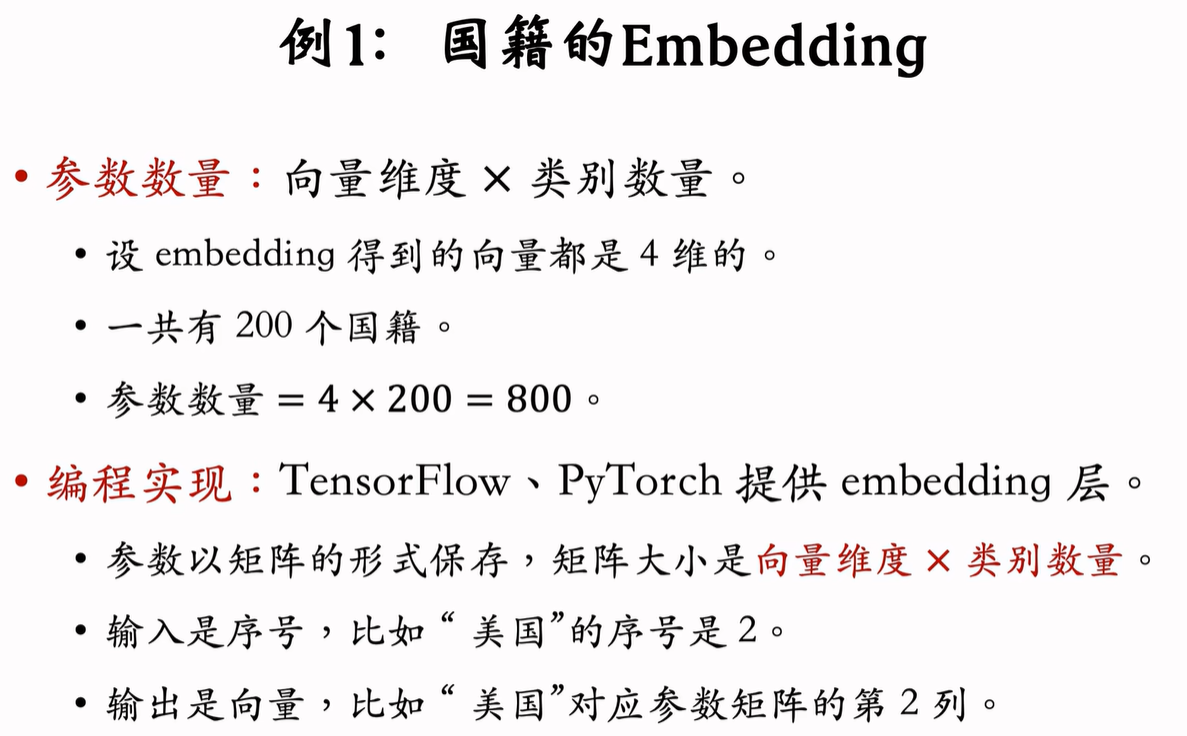 例1： 国籍的Embedding
• 参数数量：向量维度 × 类别数量。
• 设 embedding 得到的向量都是 4 维的。
• 一共有 200 个国籍。
• 参数数量 = 4 × 200 = 800。
• 编程实现：TensorFlow、PyTorch 提供 embedding 层。
• 参数以矩阵的形式保存，矩阵大小是向量维度 × 类别数量。
• 输入是序号，比如 “ 美国”的序号是 2。
• 输出是向量，比如 “ 美国”对应参数矩阵的第 2 列。